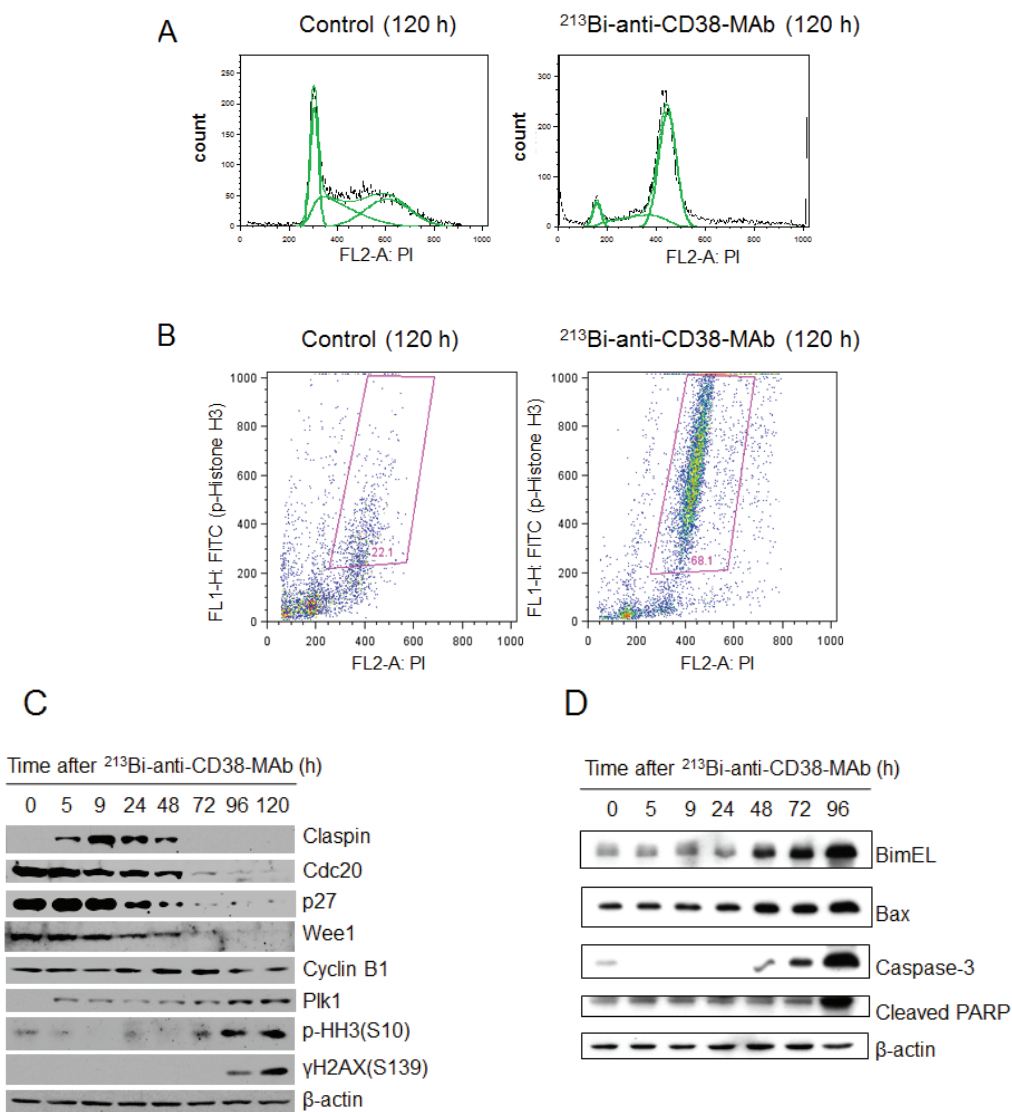 A
Control (120 h)
213Bi-anti-CD38-MAb (120 h)
count
250
200
150
100
50
0
0 200 400 600 800 1000
FL2-A: PI
count
300
200
100
0
0 200 400 600 800 1000
FL2-A: PI
B
Control (120 h)
213Bi-anti-CD38-MAb (120 h)
FL1-H: FITC (p-Histone H3)
1000
800
600
400
200
0
22.1
0 200 400 600 800 1000
FL2-A: PI
FL1-H: FITC (p-Histone H3)
1000
800
600
400
200
0
68.1
0 200 400 600 800 1000
FL2-A: PI
C
Time after 213Bi-anti-CD38-MAb (h)
0 5 9 24 48 72 96 120
Claspin
Cdc20
p27
Wee1
Cyclin B1
Plk1
p-HH3(S10)
γH2AX(S139)
β-actin
D
Time after 213Bi-anti-CD38-MAb (h)
0 5 9 24 48 72 96
BimEL
Bax
Caspase-3
Cleaved PARP
β-actin